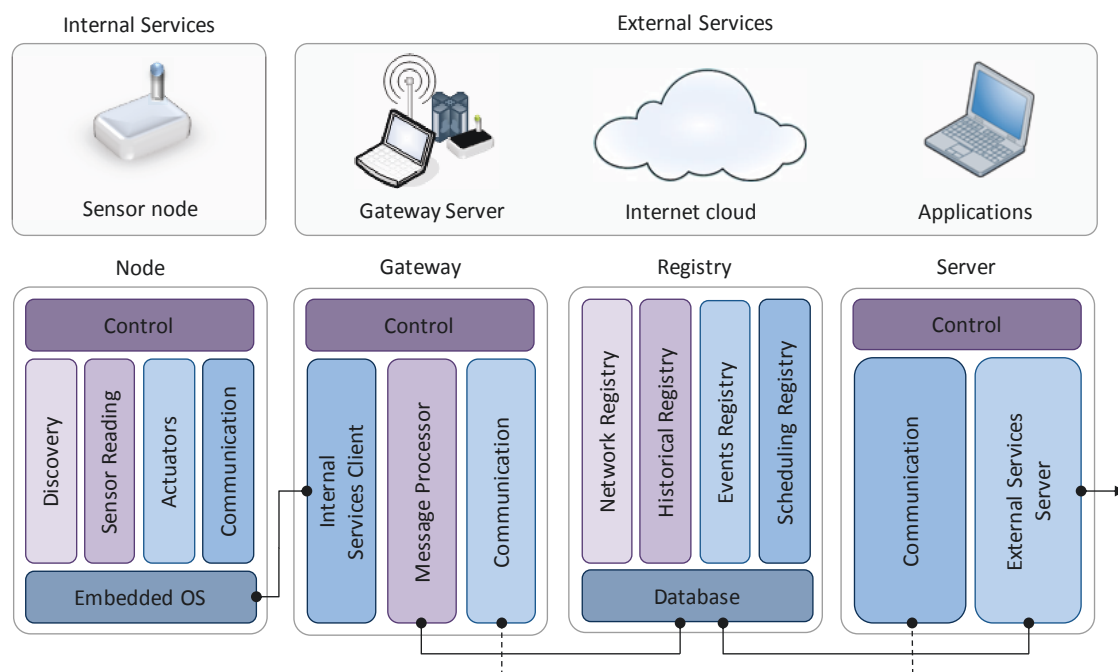 Internal Services
External Services
Sensor node
Gateway Server
Internet cloud
Applications
Node
Gateway
Registry
Server
Control
Discovery
Sensor Reading
Actuators
Communication
Embedded OS
Control
Internal
Services Client
Message Processor
Communication
Network Registry
Historical Registry
Events Registry
Scheduling Registry
Database
Control
Communication
External Services
Server